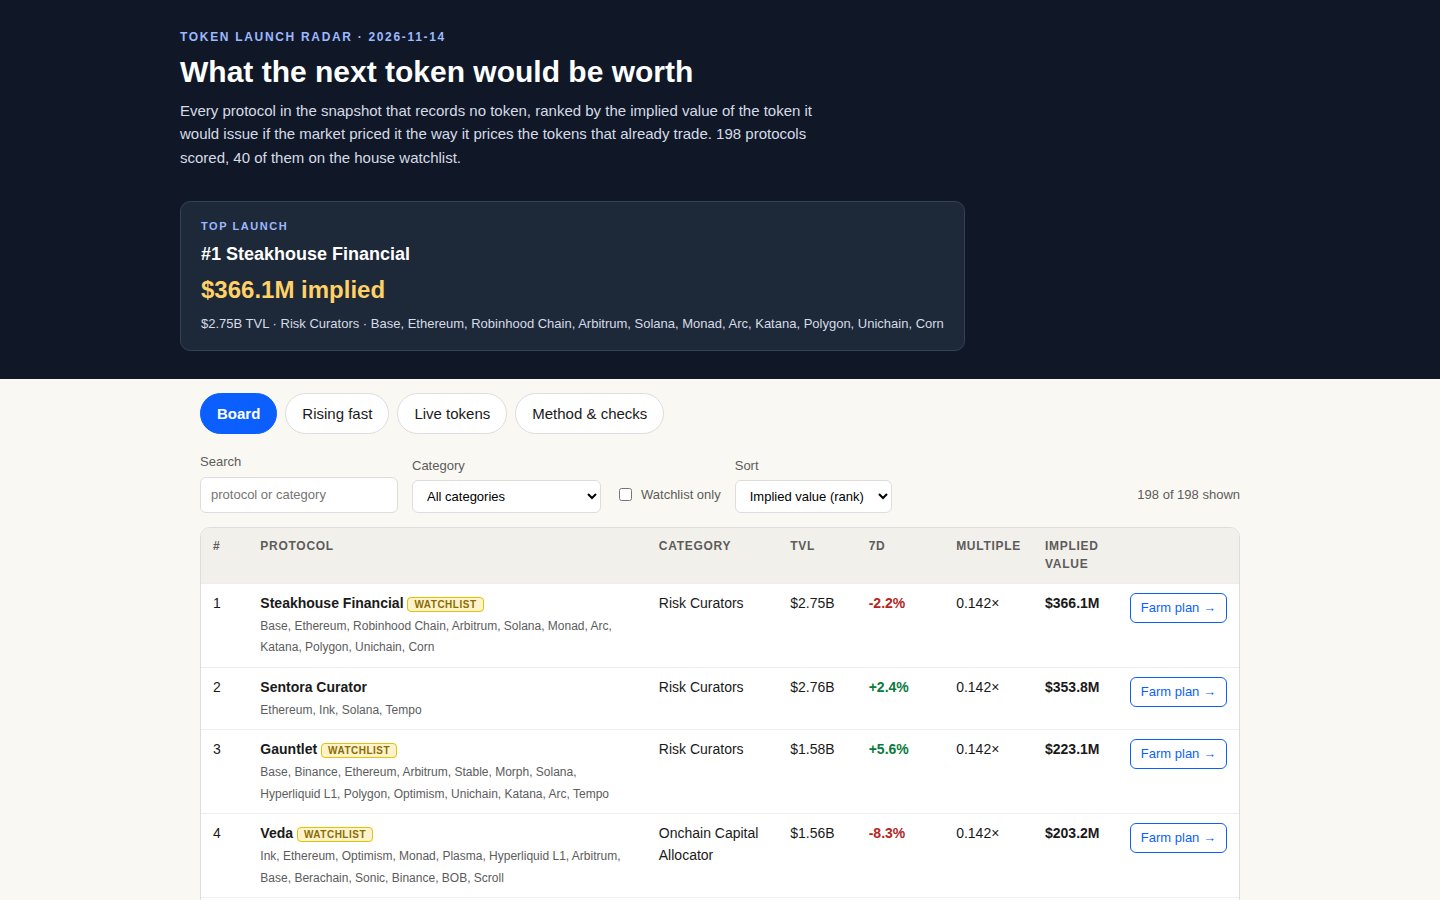 TOKEN LAUNCH RADAR · 2026-11-14
What the next token would be worth
Every protocol in the snapshot that records no token, ranked by the implied value of the token it
would issue if the market priced it the way it prices the tokens that already trade. 198 protocols
scored, 40 of them on the house watchlist.
TOP LAUNCH
#1 Steakhouse Financial
$366.1M implied
$2.75B TVL · Risk Curators · Base, Ethereum, Robinhood Chain, Arbitrum, Solana, Monad, Arc, Katana, Polygon, Unichain, Corn
Board Rising fast Live tokens Method & checks
Search Category Sort
protocol or category All categories Watchlist only Implied value (rank) 198 of 198 shown
# PROTOCOL CATEGORY TVL 7D MULTIPLE IMPLIED
VALUE
1 Steakhouse Financial WATCHLIST Risk Curators $2.75B -2.2% 0.142× $366.1M Farm plan →
Base, Ethereum, Robinhood Chain, Arbitrum, Solana, Monad, Arc,
Katana, Polygon, Unichain, Corn
2 Sentora Curator Risk Curators $2.76B +2.4% 0.142× $353.8M Farm plan →
Ethereum, Ink, Solana, Tempo
3 Gauntlet WATCHLIST Risk Curators $1.58B +5.6% 0.142× $223.1M Farm plan →
Base, Binance, Ethereum, Arbitrum, Stable, Morph, Solana,
Hyperliquid L1, Polygon, Optimism, Unichain, Katana, Arc, Tempo
4 Veda WATCHLIST Onchain Capital $1.56B -8.3% 0.142× $203.2M Farm plan →
Allocator
Ink, Ethereum, Optimism, Monad, Plasma, Hyperliquid L1, Arbitrum,
Base, Berachain, Sonic, Binance, BOB, Scroll